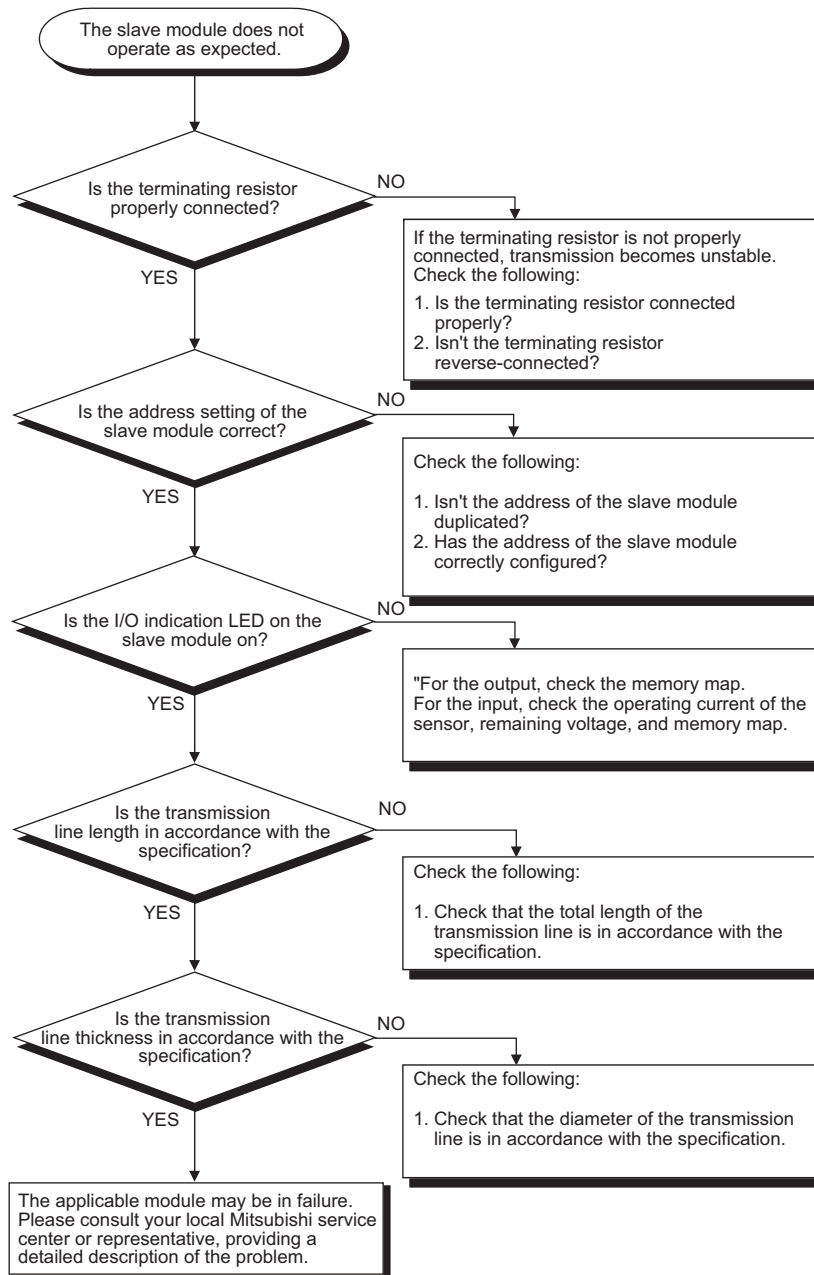 The slave module does not
operate as expected.
Is the terminating resistor
properly connected?
NO
YES
If the terminating resistor is not properly
connected, transmission becomes unstable.
Check the following:
1. Is the terminating resistor connected
properly?
2. Isn't the terminating resistor
reverse-connected?
Is the address setting of the
slave module correct?
NO
YES
Check the following:
1. Isn't the address of the slave module
duplicated?
2. Has the address of the slave module
correctly configured?
Is the I/O indication LED on the
slave module on?
NO
YES
"For the output, check the memory map.
For the input, check the operating current of the
sensor, remaining voltage, and memory map.
Is the transmission
line length in accordance with the
specification?
NO
YES
Check the following:
1. Check that the total length of the
transmission line is in accordance with the
specification.
Is the transmission
line thickness in accordance with the
specification?
NO
YES
Check the following:
1. Check that the diameter of the transmission
line is in accordance with the specification.
The applicable module may be in failure.
Please consult your local Mitsubishi service
center or representative, providing a
detailed description of the problem.